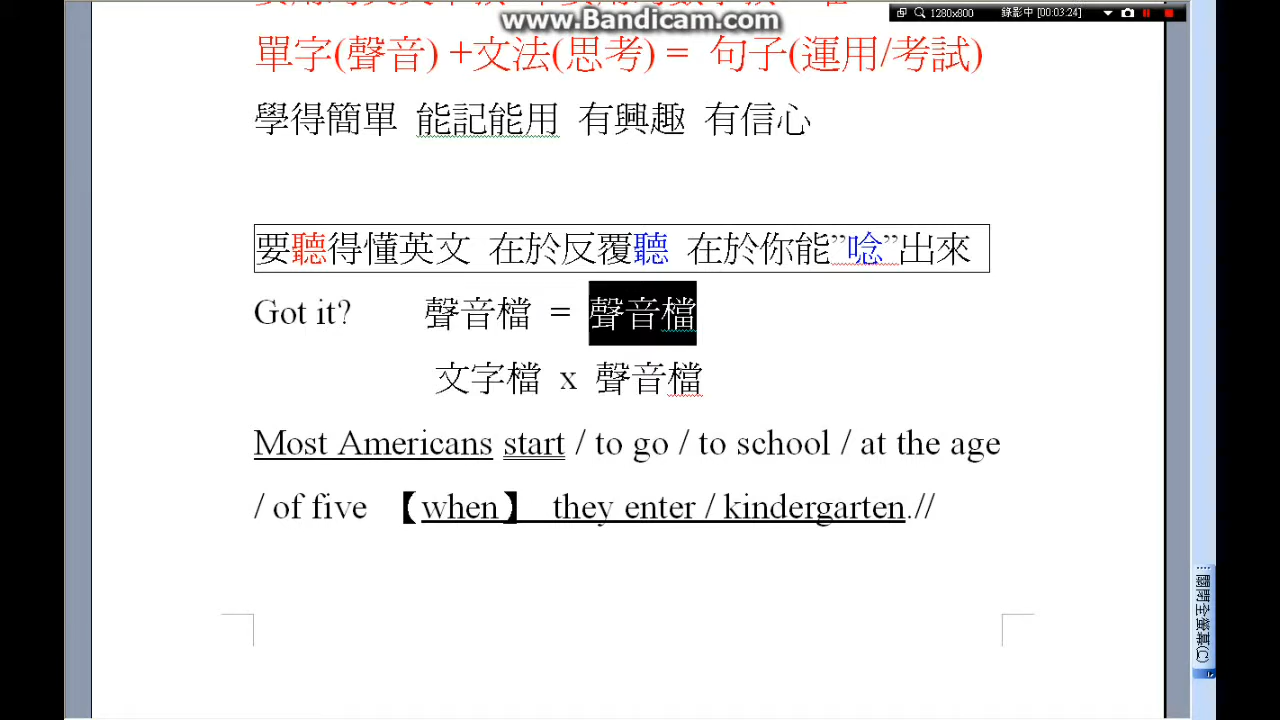 www.Bandicam.com
1280x800 錄影中 [00:03:24]
單字(聲音) +文法(思考) = 句子(運用/考試)
學得簡單 能記能用 有興趣 有信心
要聽得懂英文 在於反覆聽 在於你能”唸”出來
Got it? 聲音檔 = 聲音檔
文字檔 x 聲音檔
Most Americans start / to go / to school / at the age
/ of five 【when】 they enter / kindergarten.//
關閉全螢幕(C)